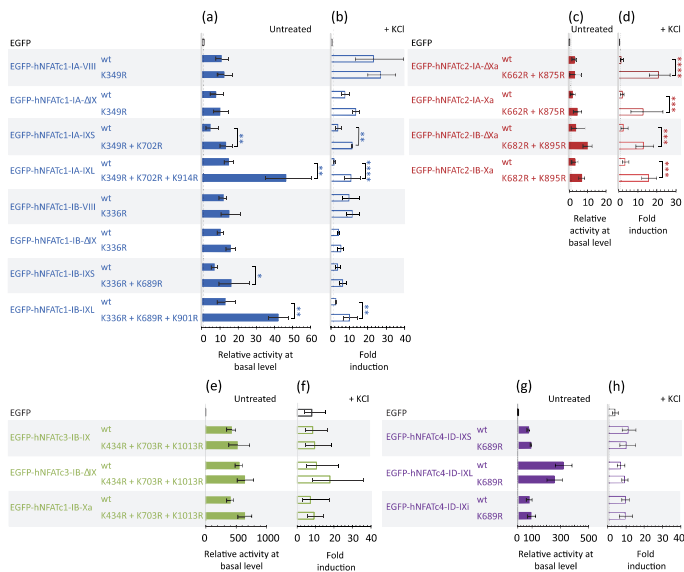 (a) (b) (c) (d)
Untreated + KCl Untreated + KCl
EGFP EGFP
EGFP-hNFATc1-IA-VIII wt
K349R
EGFP-hNFATc1-IA-ΔIX wt
K349R
EGFP-hNFATc1-IA-IXS wt
K349R + K702R
**
**
EGFP-hNFATc1-IA-IXL wt
K349R + K702R + K914R
***
****
EGFP-hNFATc1-IB-VIII wt
K336R
EGFP-hNFATc1-IB-ΔIX wt
K336R
EGFP-hNFATc1-IB-IXS wt
K336R + K689R
*
EGFP-hNFATc1-IB-IXL wt
K336R + K689R + K901R
**
**
0 10 20 30 40 50 60
0 10 20 30 40
Relative activity at
basal level
Fold
induction
EGFP-hNFATc2-IA-ΔXa wt
K662R + K875R
****
EGFP-hNFATc2-IA-Xa wt
K662R + K875R
***
EGFP-hNFATc2-IB-ΔXa wt
K682R + K895R
***
EGFP-hNFATc2-IB-Xa wt
K682R + K895R
***
0 10 20
0 10 20 30
Relative
activity at
basal level
Fold
induction
(e) (f) (g) (h)
Untreated + KCl Untreated + KCl
EGFP EGFP
EGFP-hNFATc3-IB-IX wt
K434R + K703R + K1013R
EGFP-hNFATc3-IB-ΔIX wt
K434R + K703R + K1013R
EGFP-hNFATc1-IB-Xa wt
K434R + K703R + K1013R
0 500 1000
0 10 20 30 40
Relative activity at
basal level
Fold
induction
EGFP-hNFATc4-ID-IXS wt
K689R
EGFP-hNFATc4-ID-IXL wt
K689R
EGFP-hNFATc4-ID-IXi wt
K689R
0 200 400
0 10 20 30 40
Relative activity at
basal level
Fold
induction